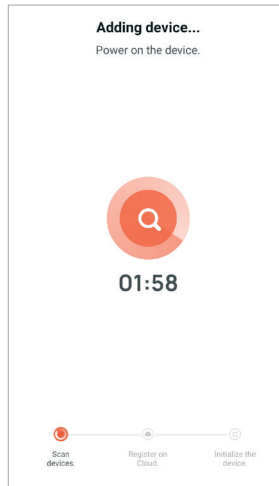 Adding device...
Power on the device.
01:58
Scan
devices.
Register on
Cloud.
Initialize the
device.